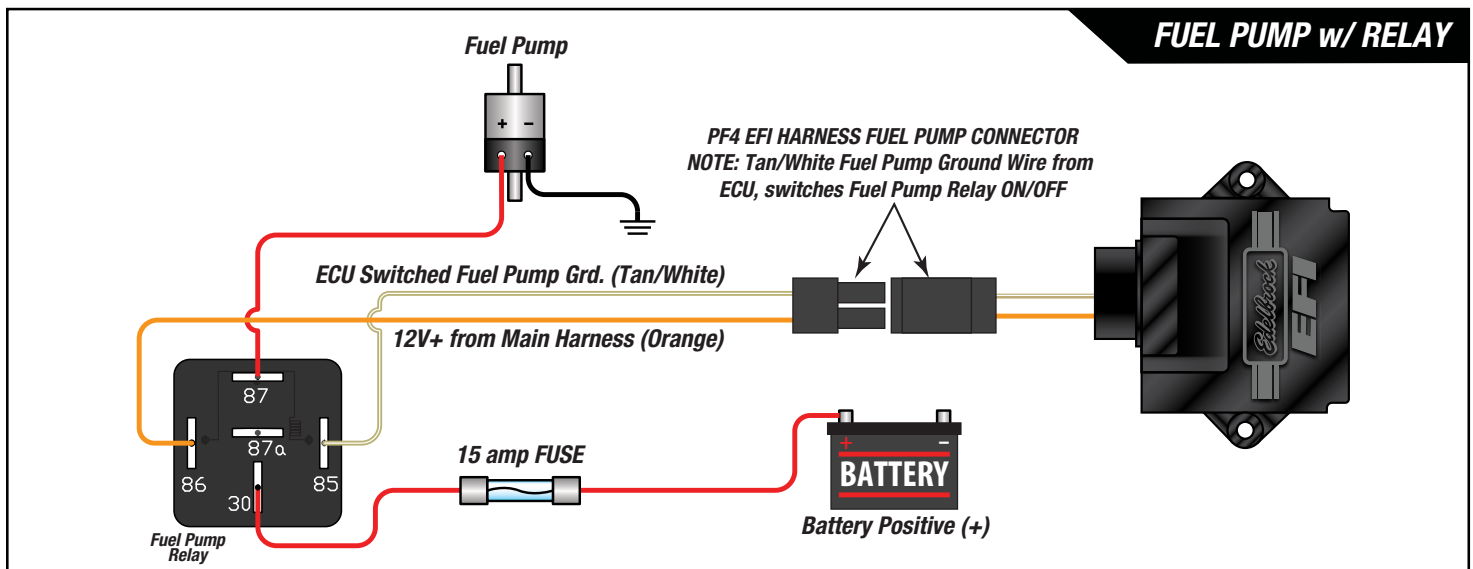 FUEL PUMP w/ RELAY
Fuel Pump
+ –
PF4 EFI HARNESS FUEL PUMP CONNECTOR
NOTE: Tan/White Fuel Pump Ground Wire from
ECU, switches Fuel Pump Relay ON/OFF
ECU Switched Fuel Pump Grd. (Tan/White)
12V+ from Main Harness (Orange)
Edelbrock
EFI
87
87a
86
85
30
Fuel Pump
Relay
15 amp FUSE
+ –
BATTERY
Battery Positive (+)